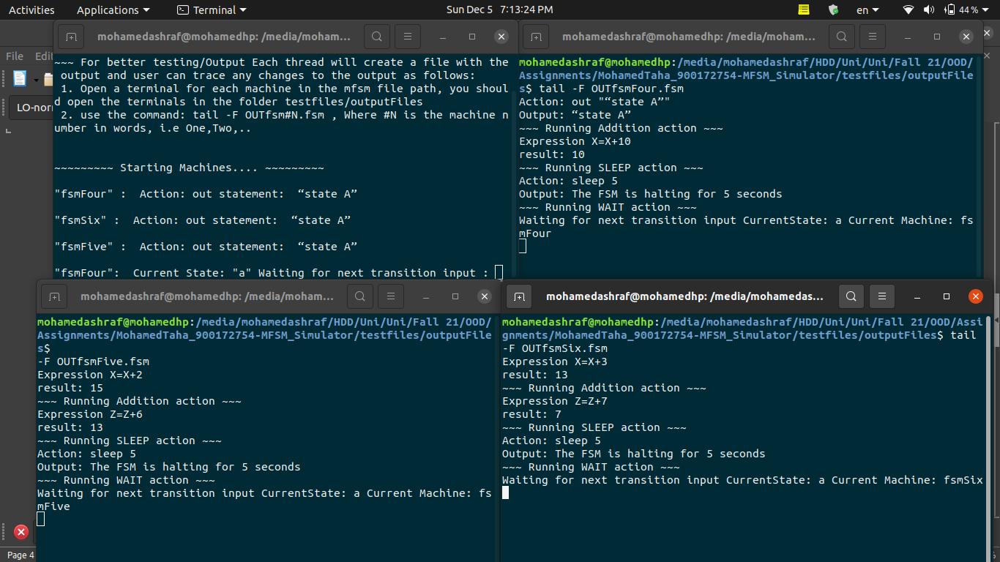 Activities Applications Terminal Sun Dec 5 7:13:24 PM en 44 %
mohamedashraf@mohamedhp: /media/moham...
~~~ For better testing/Output Each thread will create a file with the
output and user can trace any changes to the output as follows:
1. Open a terminal for each machine in the mfsm file path, you shoul
d open the terminals in the folder testfiles/outputFiles
2. use the command: tail -F OUTfsm#N.fsm , Where #N is the machine n
umber in words, i.e One,Two,..
~~~~~~~~~ Starting Machines.... ~~~~~~~~~
"fsmFour" :  Action: out statement:  “state A”
"fsmSix" :  Action: out statement:  “state A”
"fsmFive" :  Action: out statement:  “state A”
"fsmFour":  Current State: "a" Waiting for next transition input :
mohamedashraf@mohamedhp: /media/moham...
mohamedashraf@mohamedhp:/media/mohamedashraf/HDD/Uni/Uni/Fall 21/OOD/
Assignments/MohamedTaha_900172754-MFSM_Simulator/testfiles/outputFile
s$ tail -F OUTfsmFour.fsm
Action: out "“state A”"
Output: “state A”
~~~ Running Addition action ~~~
Expression X=X+10
result: 10
~~~ Running SLEEP action ~~~
Action: sleep 5
Output: The FSM is halting for 5 seconds
~~~ Running WAIT action ~~~
Waiting for next transition input CurrentState: a Current Machine: fs
mFour
mohamedashraf@mohamedhp: /media/moham...
mohamedashraf@mohamedhp:/media/mohamedashraf/HDD/Uni/Uni/Fall 21/OOD/
Assignments/MohamedTaha_900172754-MFSM_Simulator/testfiles/outputFile
s$
-F OUTfsmFive.fsm
Expression X=X+2
result: 15
~~~ Running Addition action ~~~
Expression Z=Z+6
result: 13
~~~ Running SLEEP action ~~~
Action: sleep 5
Output: The FSM is halting for 5 seconds
~~~ Running WAIT action ~~~
Waiting for next transition input CurrentState: a Current Machine: fs
mFive
mohamedashraf@mohamedhp: /media/mohamedas...
mohamedashraf@mohamedhp:/media/mohamedashraf/HDD/Uni/Uni/Fall 21/OOD/Assi
gnments/MohamedTaha_900172754-MFSM_Simulator/testfiles/outputFiles$ tail
-F OUTfsmSix.fsm
Expression X=X+3
result: 13
~~~ Running Addition action ~~~
Expression Z=Z+7
result: 7
~~~ Running SLEEP action ~~~
Action: sleep 5
Output: The FSM is halting for 5 seconds
~~~ Running WAIT action ~~~
Waiting for next transition input CurrentState: a Current Machine: fsmSix
File Edi
LO-nor
Page 4